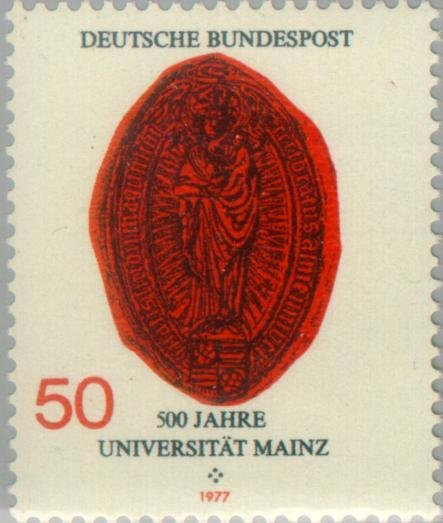 DEUTSCHE BUNDESPOST
50
500 JAHRE
UNIVERSITÄT MAINZ
1977